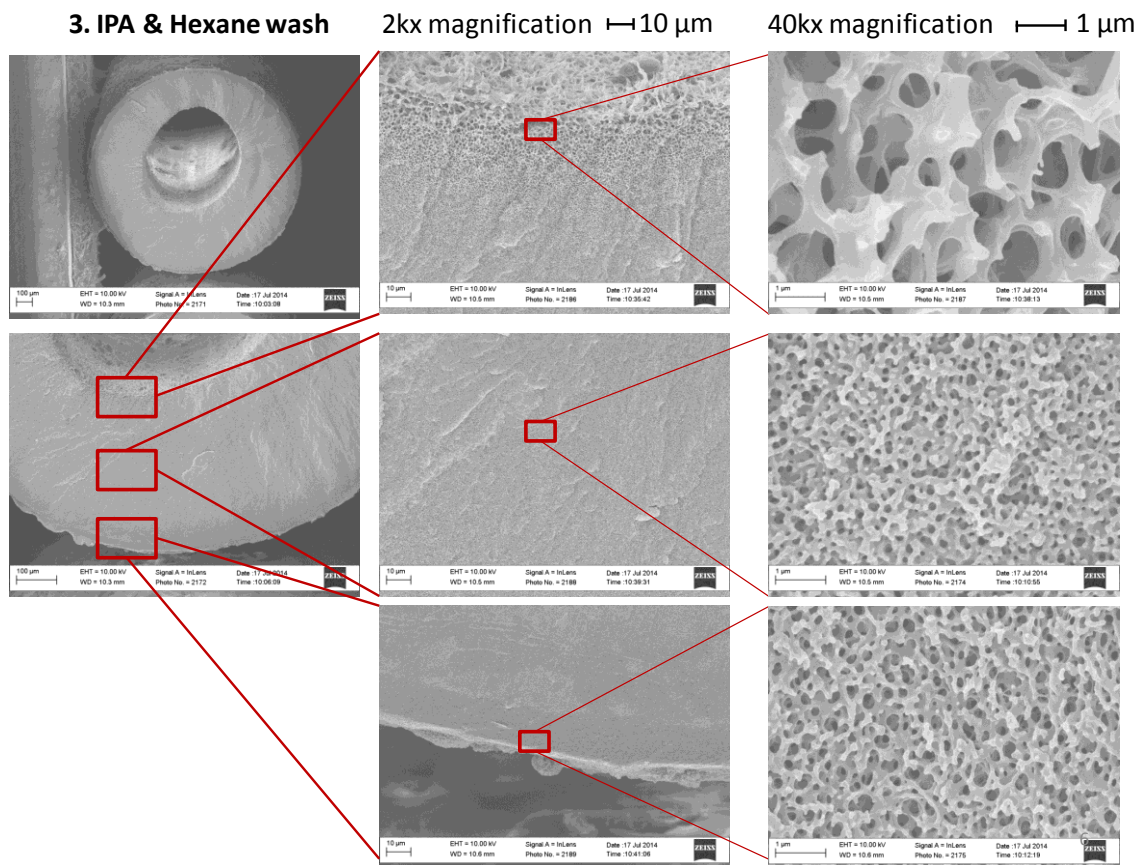 3. IPA & Hexane wash
2kx magnification 10 µm
40kx magnification 1 µm
100 µm EHT = 10.00 kV Signal A = InLens Date :17 Jul 2014
WD = 10.3 mm Photo No. = 2171 Time :10:03:08 ZEISS
10 µm EHT = 10.00 kV Signal A = InLens Date :17 Jul 2014
WD = 10.5 mm Photo No. = 2186 Time :10:35:42 ZEISS
1 µm EHT = 10.00 kV Signal A = InLens Date :17 Jul 2014
WD = 10.5 mm Photo No. = 2187 Time :10:38:13 ZEISS
100 µm EHT = 10.00 kV Signal A = InLens Date :17 Jul 2014
WD = 10.3 mm Photo No. = 2172 Time :10:06:09 ZEISS
10 µm EHT = 10.00 kV Signal A = InLens Date :17 Jul 2014
WD = 10.5 mm Photo No. = 2188 Time :10:39:31 ZEISS
1 µm EHT = 10.00 kV Signal A = InLens Date :17 Jul 2014
WD = 10.5 mm Photo No. = 2174 Time :10:10:55 ZEISS
10 µm EHT = 10.00 kV Signal A = InLens Date :17 Jul 2014
WD = 10.6 mm Photo No. = 2189 Time :10:41:06 ZEISS
6
1 µm EHT = 10.00 kV Signal A = InLens Date :17 Jul 2014
WD = 10.6 mm Photo No. = 2175 Time :10:12:19 ZEISS